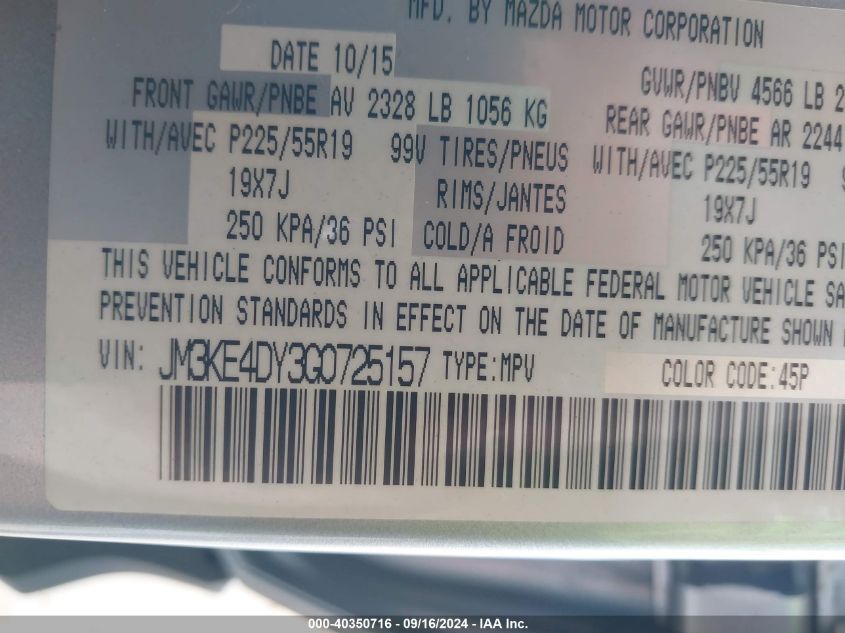 MFD. BY MAZDA MOTOR CORPORATION
DATE 10/15
GVWR/PNBV 4566 LB 2
FRONT GAWR/PNBE AV 2328 LB 1056 KG
REAR GAWR/PNBE AR 2244
WITH/AVEC P225/55R19 99V TIRES/PNEUS WITH/AVEC P225/55R19 9
19X7J RIMS/JANTES 19X7J
250 KPA/36 PSI COLD/A FROID 250 KPA/36 PSI
THIS VEHICLE CONFORMS TO ALL APPLICABLE FEDERAL MOTOR VEHICLE SA
PREVENTION STANDARDS IN EFFECT ON THE DATE OF MANUFACTURE SHOWN
VIN: JM3KE4DY3G0725157 TYPE:MPV COLOR CODE:45P
000-40350716 - 09/16/2024 - IAA Inc.